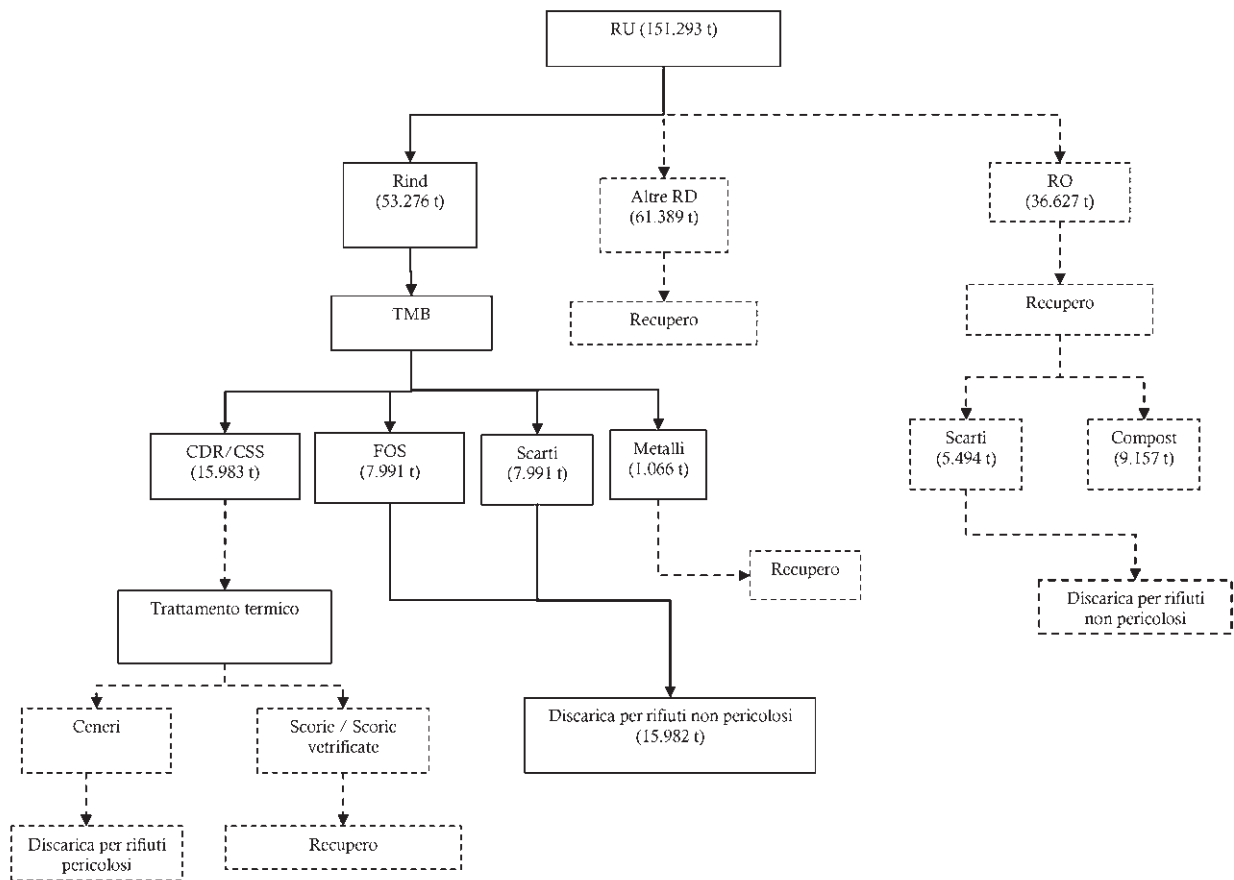 RU (151.293 t)
Rind
(53.276 t)
Altre RD
(61.389 t)
RO
(36.627 t)
TMB
Recupero
Recupero
CDR/CSS
(15.983 t)
FOS
(7.991 t)
Scarti
(7.991 t)
Metalli
(1.066 t)
Scarti
(5.494 t)
Compost
(9.157 t)
Recupero
Trattamento termico
Discarica per rifiuti
non pericolosi
Ceneri
Scorie / Scorie
vetrificate
Discarica per rifiuti non pericolosi
(15.982 t)
Discarica per rifiuti
pericolosi
Recupero